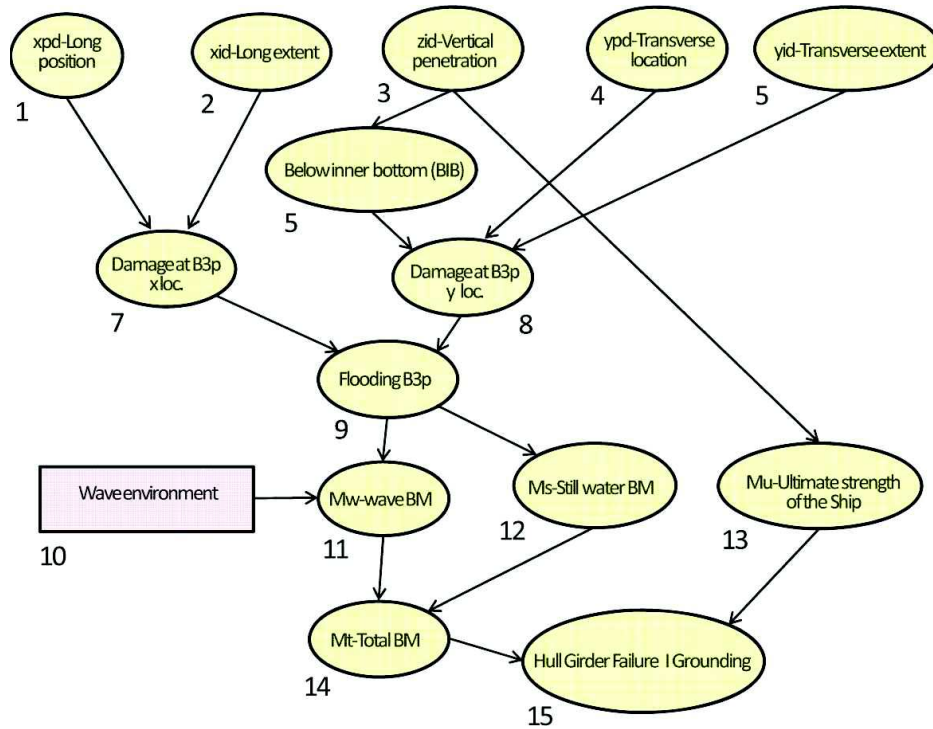 xpd-Long
position
1
xid-Long extent
2
zid-Vertical
penetration
3
ypd-Transverse
location
4
yid-Transverse extent
5
Below inner bottom (BIB)
5
Damage at B3p
x loc.
7
Damage at B3p
y loc.
8
Flooding B3p
9
Wave environment
10
Mw-wave BM
11
Ms-Still water BM
12
Mu-Ultimate strength
of the Ship
13
Mt-Total BM
14
Hull Girder Failure I Grounding
15